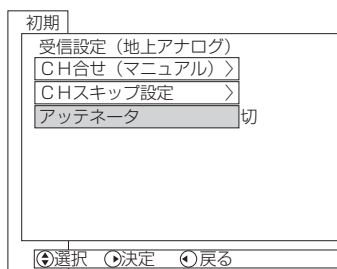 初期
受信設定（地上アナログ）
CH合せ（マニュアル）〉
CHスキップ設定 〉
アッテネータ 切
選択 決定 戻る